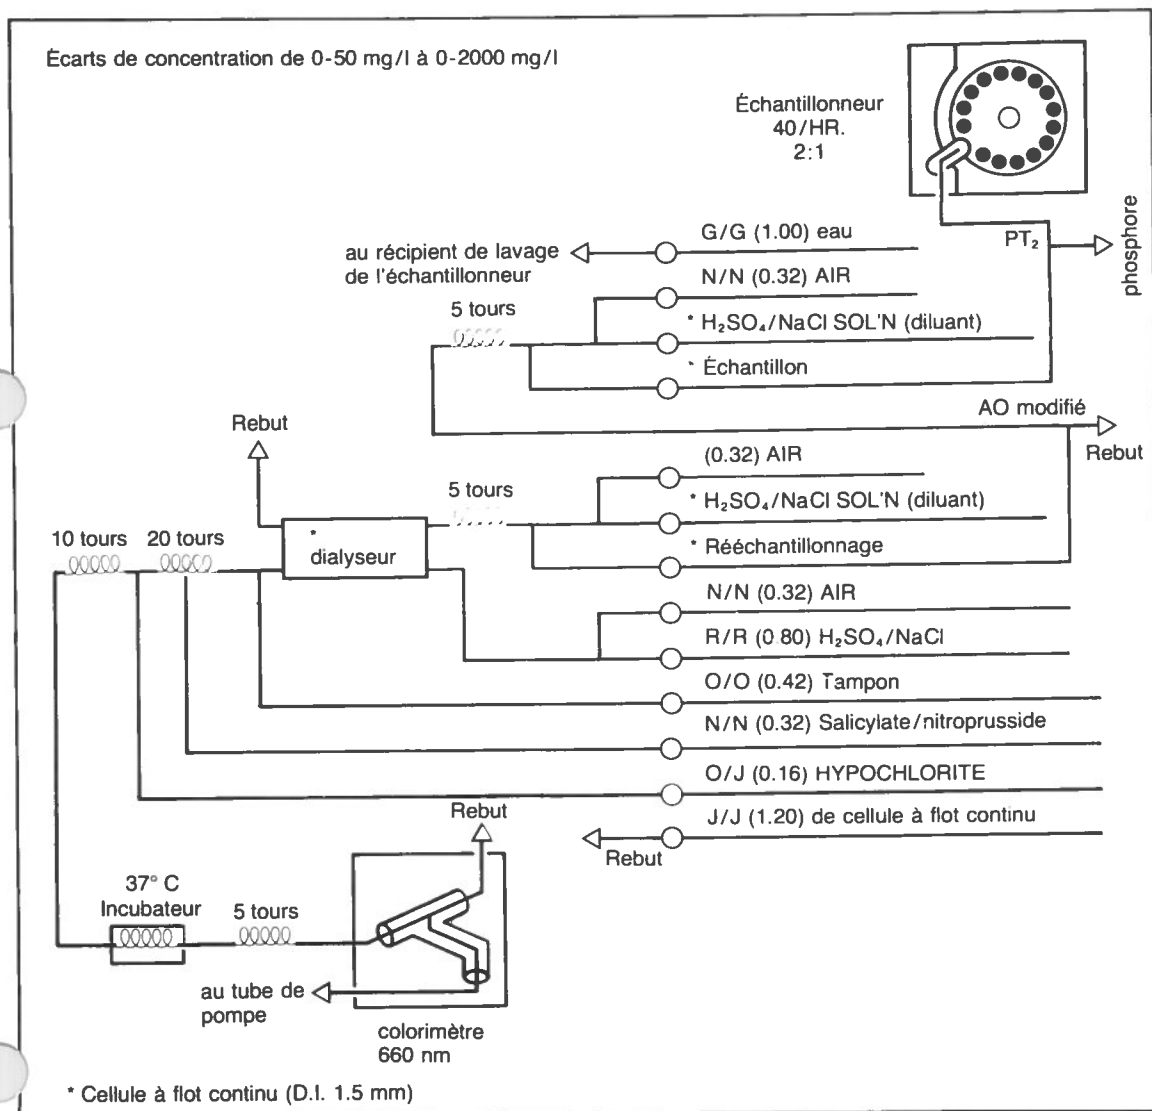 Écarts de concentration de 0-50 mg/l à 0-2000 mg/l
Échantillonneur
40/HR.
2:1
G/G (1.00) eau
PT₂
phosphore
au récipient de lavage
de l'échantillonneur
N/N (0.32) AIR
5 tours
* H₂SO₄/NaCl SOL'N (diluant)
* Échantillon
AO modifié
Rebut
Rebut
(0.32) AIR
5 tours
* H₂SO₄/NaCl SOL'N (diluant)
10 tours
20 tours
*
dialyseur
* Rééchantillonnage
N/N (0.32) AIR
R/R (0.80) H₂SO₄/NaCl
O/O (0.42) Tampon
N/N (0.32) Salicylate/nitroprusside
O/J (0.16) HYPOCHLORITE
Rebut
J/J (1.20) de cellule à flot continu
Rebut
37° C
Incubateur
5 tours
au tube de
pompe
colorimètre
660 nm
* Cellule à flot continu (D.I. 1.5 mm)